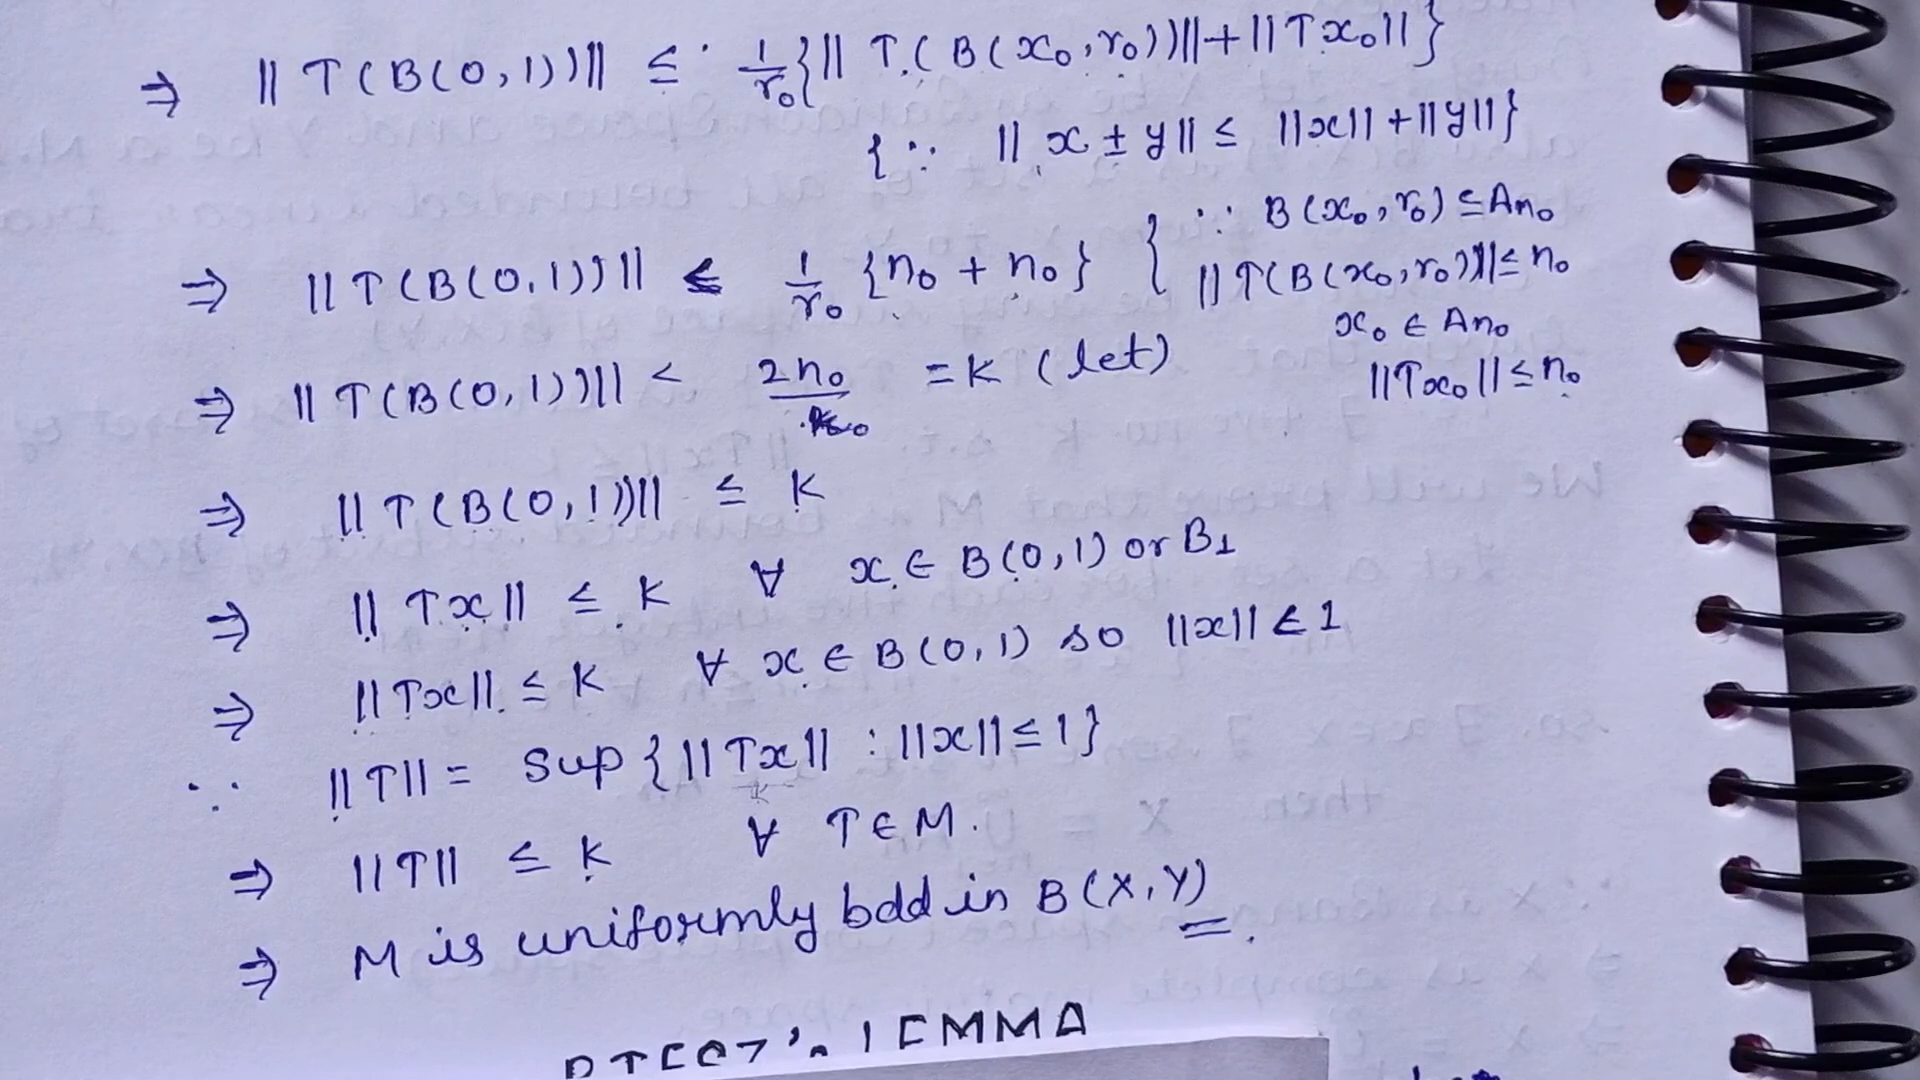 ⇒ || T(B(0,1))|| ≤ 1/r₀{|| T(B(x₀,r₀))||+||Tx₀||}
{∵ || x ± y || ≤ ||x|| + ||y||}
∵ B(x₀,r₀) ⊆ An₀
⇒ || T(B(0,1))|| ≤ 1/r₀ {n₀ + n₀} { ||T(B(x₀,r₀))||≤ n₀
x₀ ∈ An₀
⇒ || T(B(0,1))|| < 2n₀/r₀ = K (let)
||Tx₀|| ≤ n₀
⇒ || T(B(0,1))|| ≤ K
⇒ || Tx || ≤ K ∀ x ∈ B(0,1) or B₁
⇒ ||Tx|| ≤ K ∀ x ∈ B(0,1) so ||x|| ≤ 1
∵ ||T|| = Sup {||Tx|| : ||x|| ≤ 1}
⇒ ||T|| ≤ K ∀ T ∈ M.
⇒ M is uniformly bdd in B(X,Y).
LEMMA